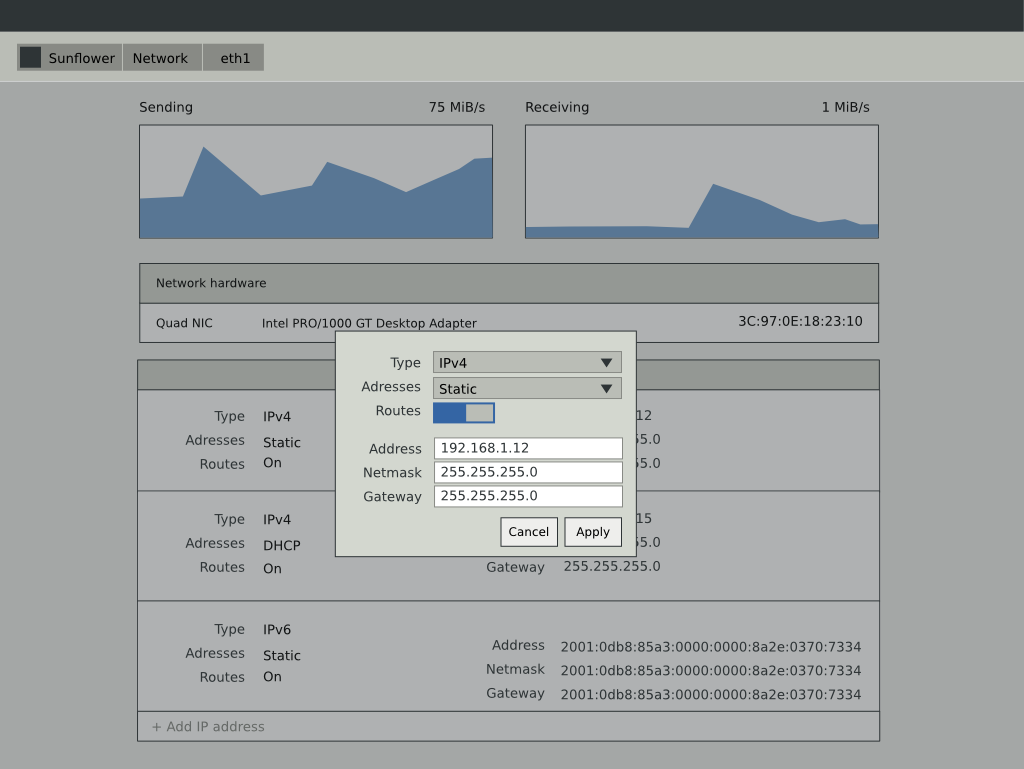 Sunflower Network eth1
Sending 75 MiB/s Receiving 1 MiB/s
Network hardware
Quad NIC Intel PRO/1000 GT Desktop Adapter 3C:97:0E:18:23:10
Type IPv4
Adresses Static
Routes
Address 192.168.1.12
Netmask 255.255.255.0
Gateway 255.255.255.0
Cancel Apply
Type IPv4 12
Adresses Static 5.0
Routes On 5.0
Type IPv4 15
Adresses DHCP 5.0
Routes On Gateway 255.255.255.0
Type IPv6
Adresses Static Address 2001:0db8:85a3:0000:0000:8a2e:0370:7334
Routes On Netmask 2001:0db8:85a3:0000:0000:8a2e:0370:7334
Gateway 2001:0db8:85a3:0000:0000:8a2e:0370:7334
+ Add IP address